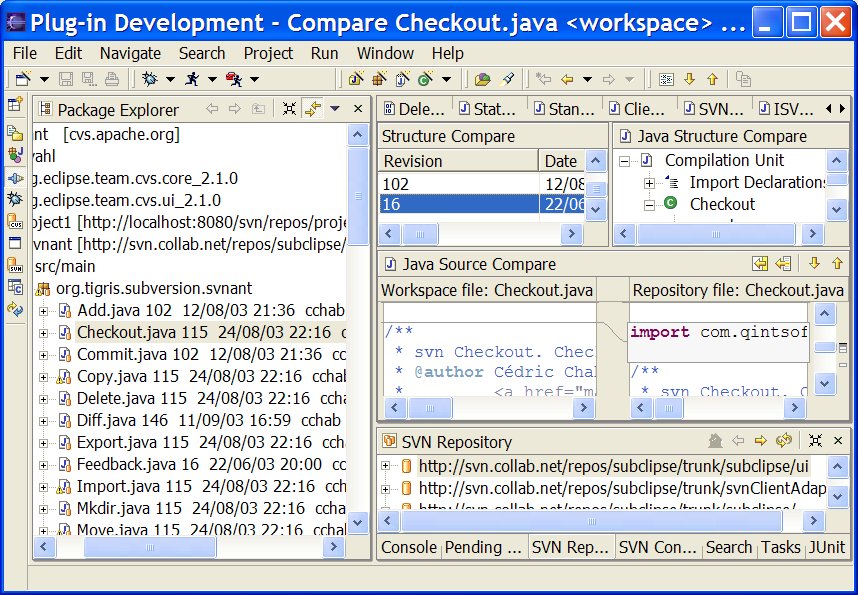 Plug-in Development - Compare Checkout.java <workspace> ...
File Edit Navigate Search Project Run Window Help
Package Explorer
nt [cvs.apache.org]
vahl
g.eclipse.team.cvs.core_2.1.0
g.eclipse.team.cvs.ui_2.1.0
oject1 [http://localhost:8080/svn/repos/proje
vnant [http://svn.collab.net/repos/subclipse/
src/main
org.tigris.subversion.svnant
Add.java 102 12/08/03 21:36 cchab
Checkout.java 115 24/08/03 22:16 c
Commit.java 102 12/08/03 21:36 cc
Copy.java 115 24/08/03 22:16 cchab
Delete.java 115 24/08/03 22:16 cch
Diff.java 146 11/09/03 16:59 cchab
Export.java 115 24/08/03 22:16 cch
Feedback.java 16 22/06/03 20:00 c
Import.java 115 24/08/03 22:16 cch
Mkdir.java 115 24/08/03 22:16 ccha
Move.java 115 24/08/03 22:16 ccha
Dele... Stat... Stan... Clie... SVN... ISV...
Structure Compare
Revision Date
102 12/08
16 22/06
Java Structure Compare
Compilation Unit
Import Declarations
Checkout
Java Source Compare
Workspace file: Checkout.java Repository file: Checkout.java
/**
* svn Checkout. Chec
* @author Cédric Cha
* <a href="ma
import com.qintsof
/**
* svn Checkout. C
SVN Repository
http://svn.collab.net/repos/subclipse/trunk/subclipse/ui
http://svn.collab.net/repos/subclipse/trunk/svnClientAdap
http://svn.collab.net/repos/subclipse/
Console Pending ... SVN Rep... SVN Con... Search Tasks JUnit